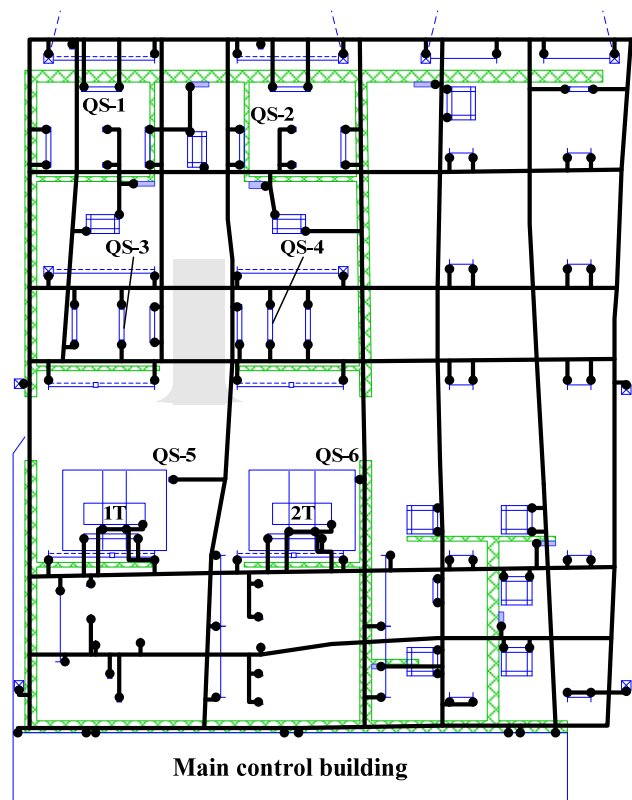 QS-1
QS-2
QS-3
QS-4
QS-5
QS-6
1T
2T
Main control building